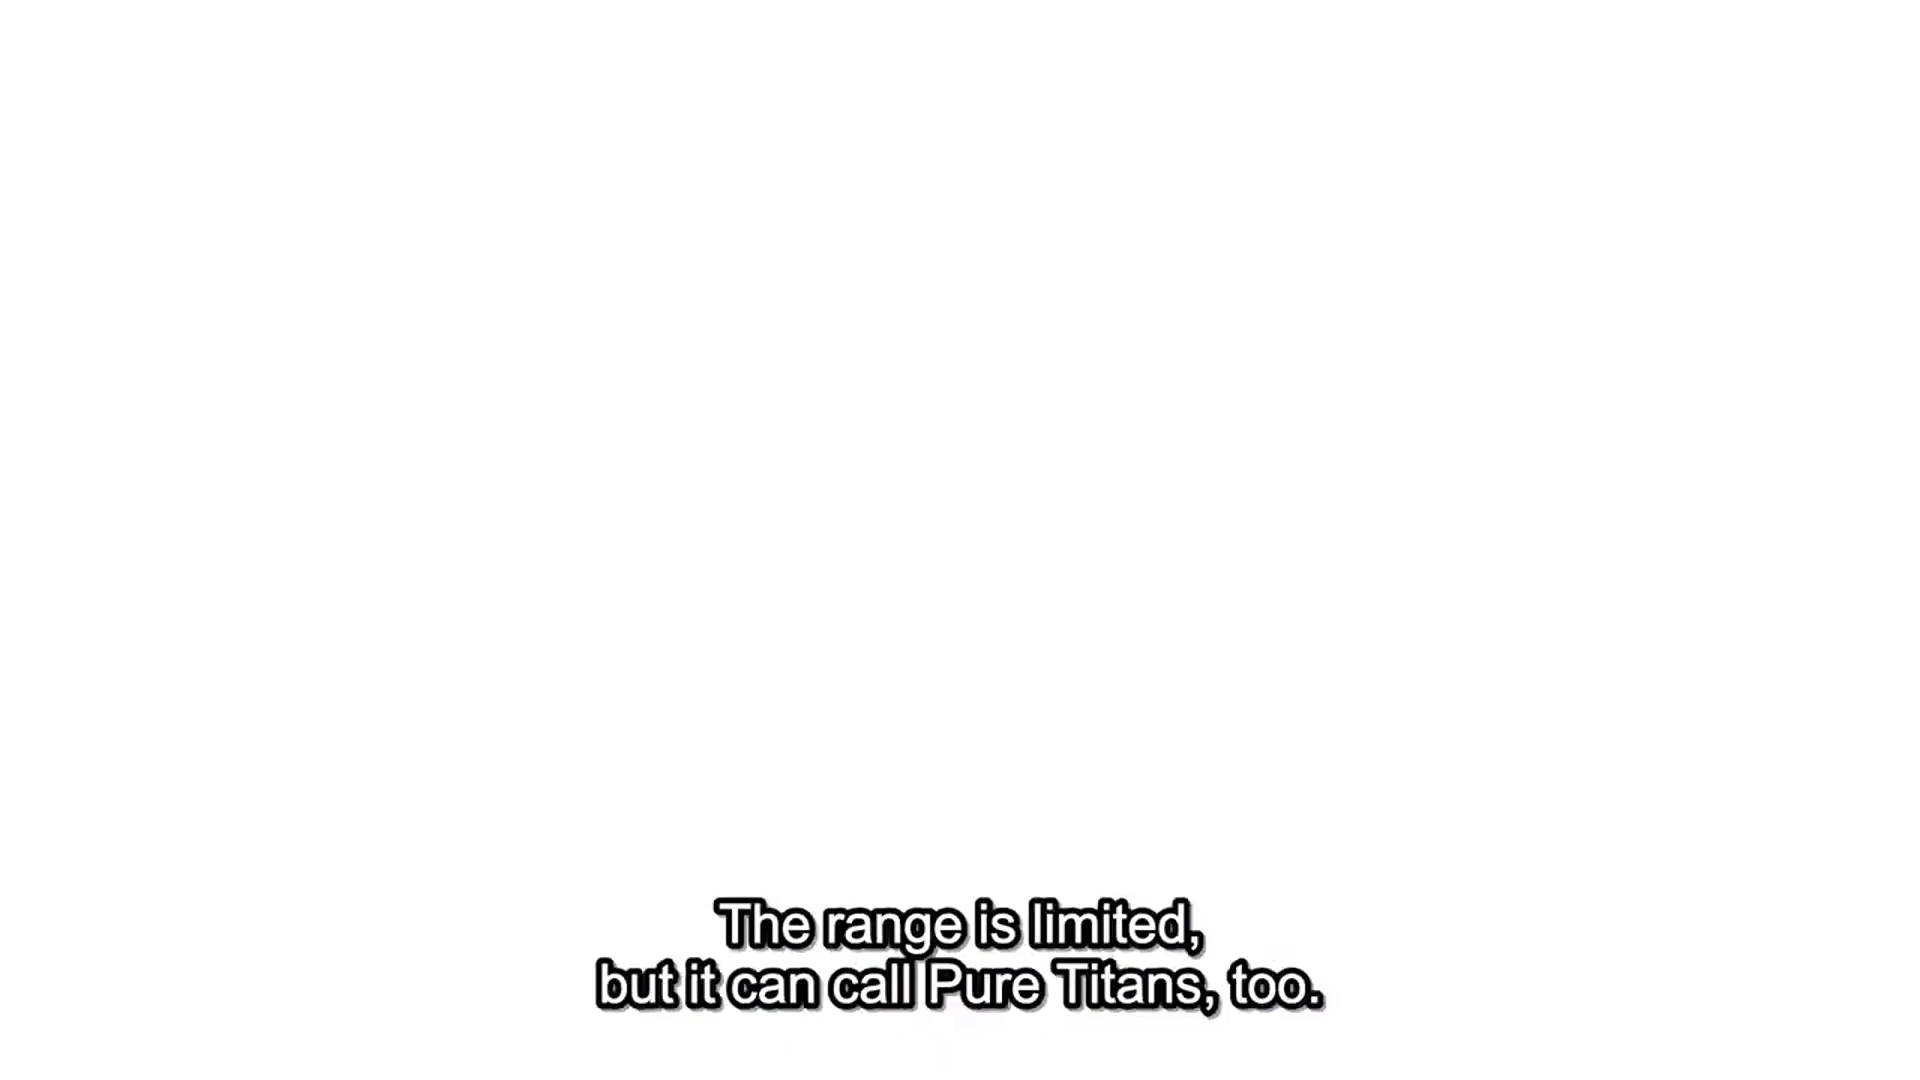 The range is limited,
but it can call Pure Titans, too.